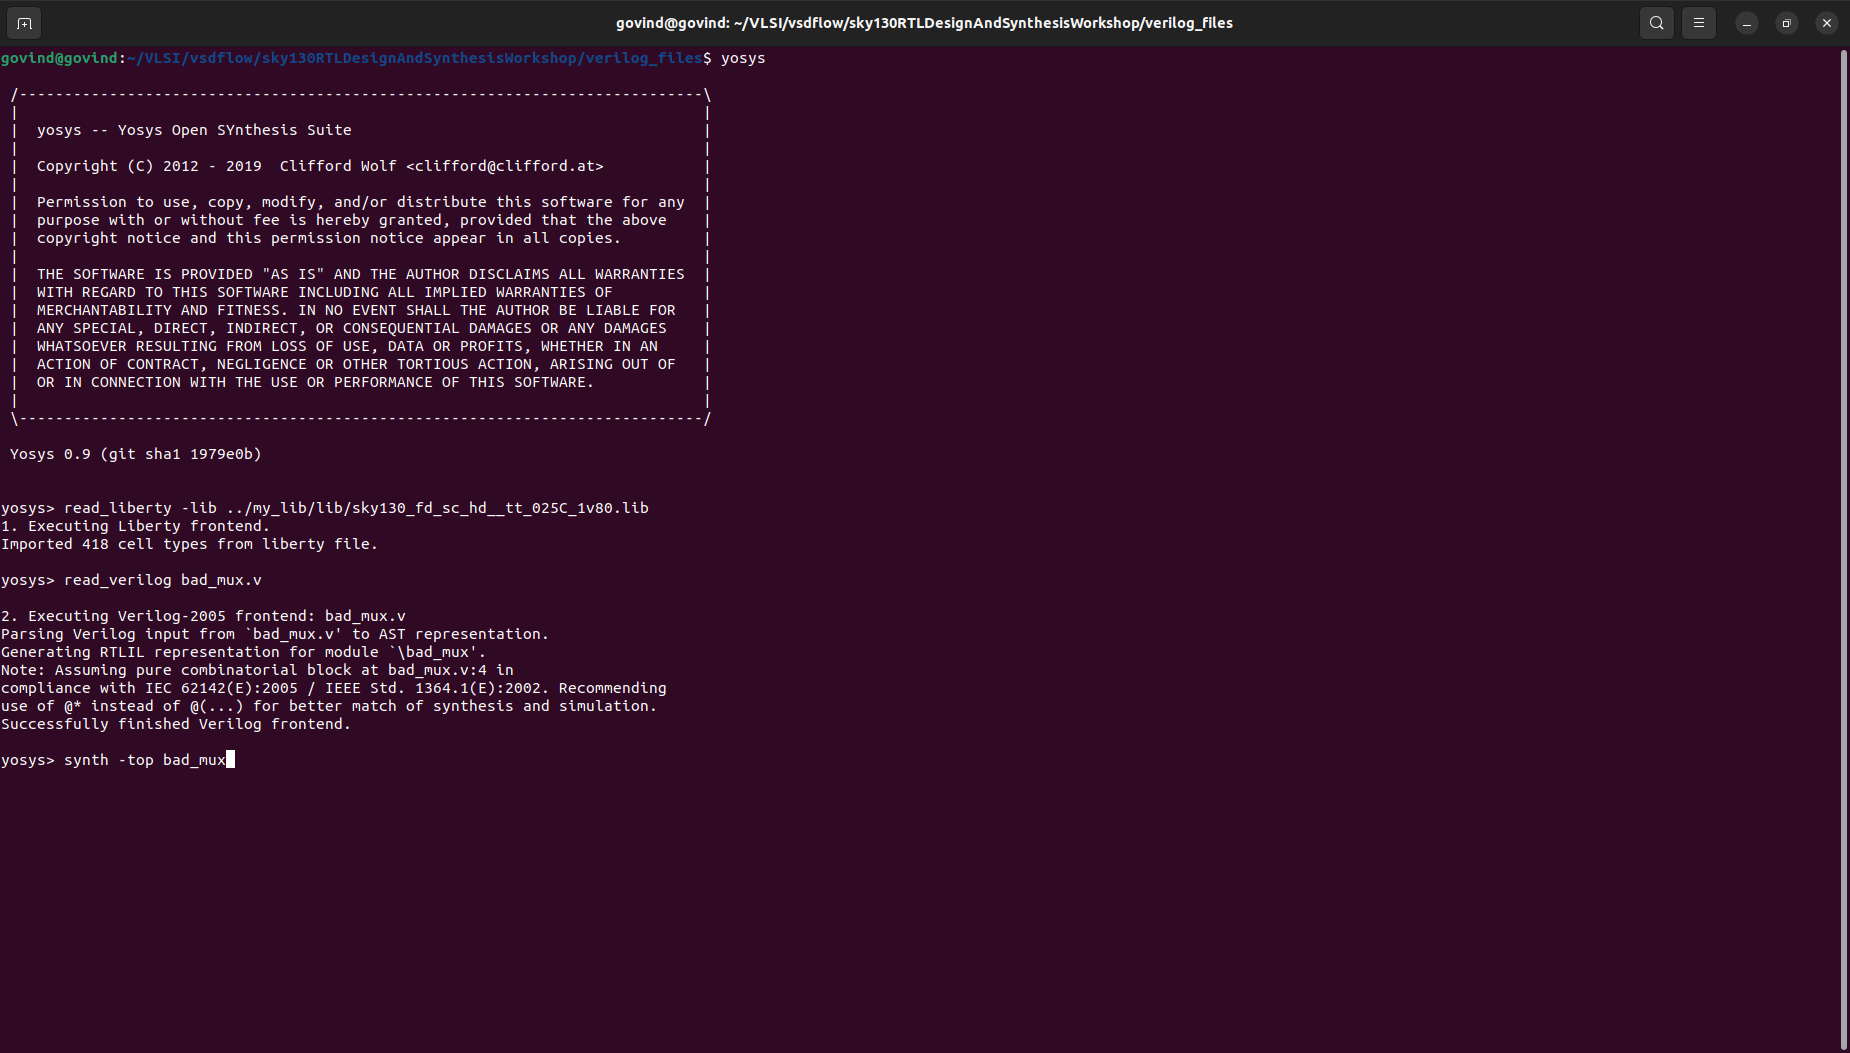 govind@govind: ~/VLSI/vsdflow/sky130RTLDesignAndSynthesisWorkshop/verilog_files
govind@govind:~/VLSI/vsdflow/sky130RTLDesignAndSynthesisWorkshop/verilog_files$ yosys
/----------------------------------------------------------------------------\
|                                                                            |
|  yosys -- Yosys Open SYnthesis Suite                                       |
|                                                                            |
|  Copyright (C) 2012 - 2019  Clifford Wolf <clifford@clifford.at>           |
|                                                                            |
|  Permission to use, copy, modify, and/or distribute this software for any  |
|  purpose with or without fee is hereby granted, provided that the above    |
|  copyright notice and this permission notice appear in all copies.         |
|                                                                            |
|  THE SOFTWARE IS PROVIDED "AS IS" AND THE AUTHOR DISCLAIMS ALL WARRANTIES  |
|  WITH REGARD TO THIS SOFTWARE INCLUDING ALL IMPLIED WARRANTIES OF          |
|  MERCHANTABILITY AND FITNESS. IN NO EVENT SHALL THE AUTHOR BE LIABLE FOR   |
|  ANY SPECIAL, DIRECT, INDIRECT, OR CONSEQUENTIAL DAMAGES OR ANY DAMAGES    |
|  WHATSOEVER RESULTING FROM LOSS OF USE, DATA OR PROFITS, WHETHER IN AN     |
|  ACTION OF CONTRACT, NEGLIGENCE OR OTHER TORTIOUS ACTION, ARISING OUT OF   |
|  OR IN CONNECTION WITH THE USE OR PERFORMANCE OF THIS SOFTWARE.            |
|                                                                            |
\----------------------------------------------------------------------------/
Yosys 0.9 (git sha1 1979e0b)
yosys> read_liberty -lib ../my_lib/lib/sky130_fd_sc_hd__tt_025C_1v80.lib
1. Executing Liberty frontend.
Imported 418 cell types from liberty file.
yosys> read_verilog bad_mux.v
2. Executing Verilog-2005 frontend: bad_mux.v
Parsing Verilog input from `bad_mux.v' to AST representation.
Generating RTLIL representation for module `\bad_mux'.
Note: Assuming pure combinatorial block at bad_mux.v:4 in
compliance with IEC 62142(E):2005 / IEEE Std. 1364.1(E):2002. Recommending
use of @* instead of @(...) for better match of synthesis and simulation.
Successfully finished Verilog frontend.
yosys> synth -top bad_mux